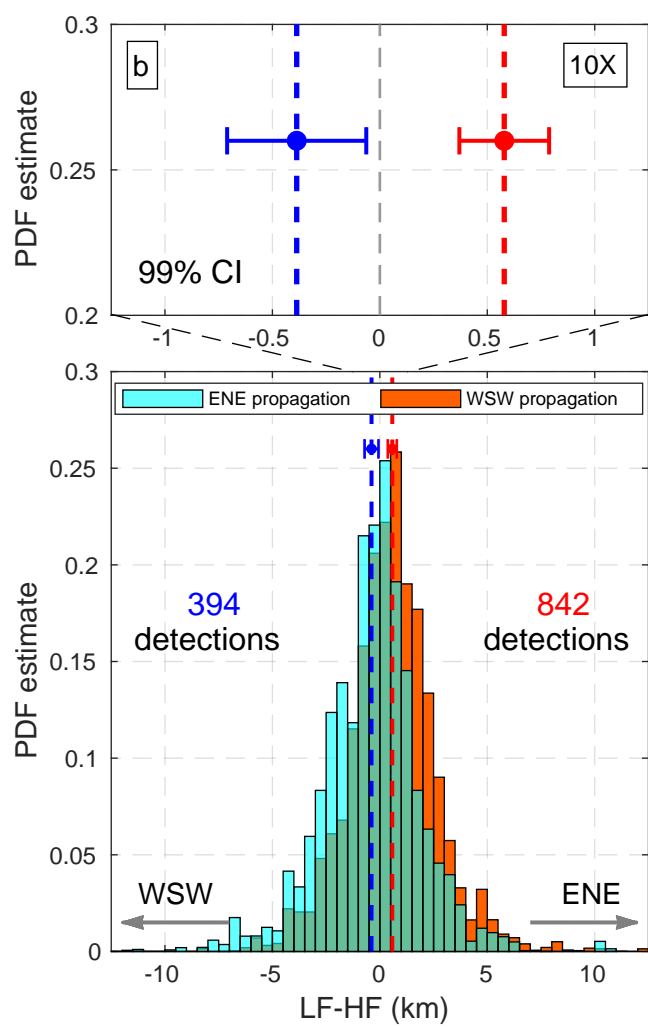 0.3
b
10X
PDF estimate
0.25
99% CI
0.2
-1 -0.5 0 0.5 1
0.3
ENE propagation WSW propagation
0.25
0.2
394
detections
842
detections
PDF estimate
0.15
0.1
0.05
WSW
ENE
0
-10 -5 0 5 10
LF-HF (km)